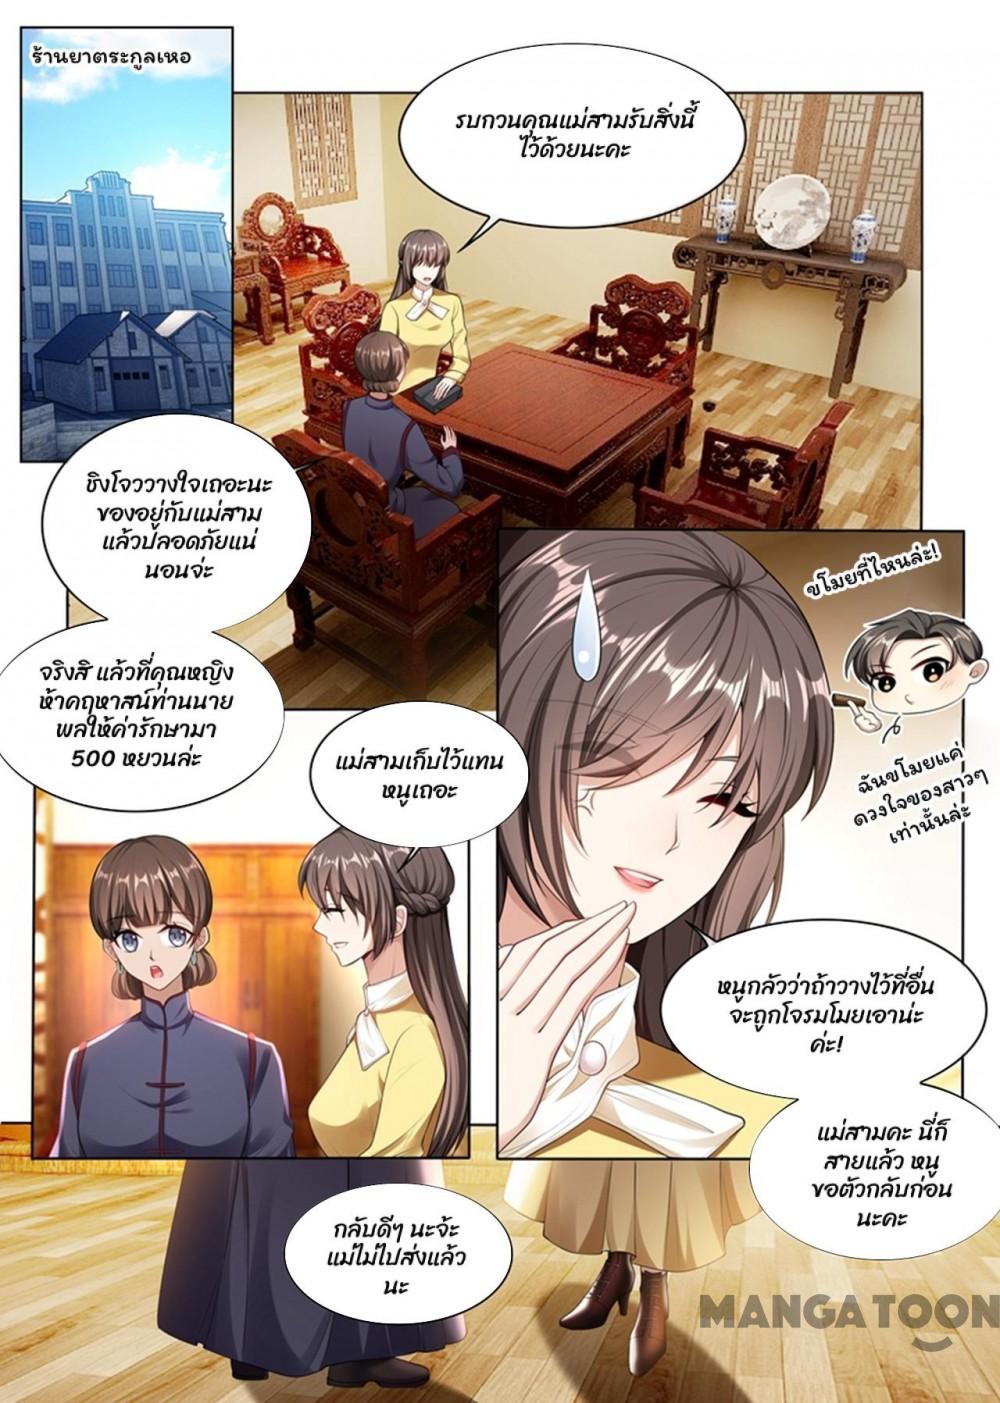 ร้านยาตระกูลเหอ
รบกวนคุณแม่สามรับสิ่งนี้
ไว้ด้วยนะคะ
ชิงโจววางใจเถอะนะ
ของอยู่กับแม่สาม
แล้วปลอดภัยแน่
นอนจ่ะ
จริงสิ แล้วที่คุณหญิง
ห้าคฤหาสน์ท่านนาย
พลให้ค่ารักษามา
500 หยวนล่ะ
แม่สามเก็บไว้แทน
หนูเถอะ
ขโมยที่ไหนล่ะ!
ฉันขโมยแค่
ดวงใจของสาวๆ
เท่านั้นล่ะ
หนูกลัวว่าถ้าวางไว้ที่อื่น
จะถูกโจรมโมยเอาน่ะ
ค่ะ!
แม่สามคะ นี่ก็
สายแล้ว หนู
ขอตัวกลับก่อน
นะคะ
กลับดีๆ นะจ้ะ
แม่ไม่ไปส่งแล้ว
นะ
MANGA TOON